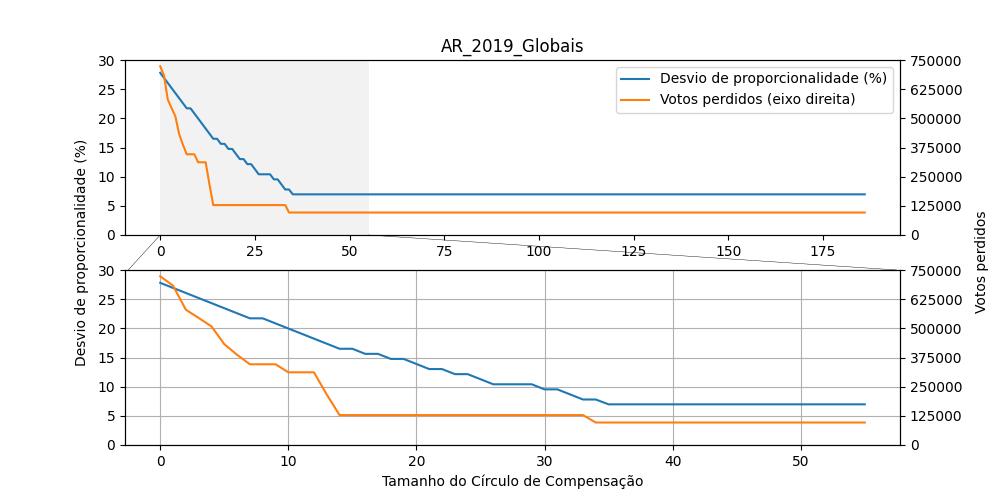 AR_2019_Globais
30 750000
25 625000
20 500000
15 375000
10 250000
5 125000
0 0
Desvio de proporcionalidade (%)
Votos perdidos (eixo direita)
0 25 50 75 100 125 150 175
Desvio de proporcionalidade (%)
Votos perdidos
30 750000
25 625000
20 500000
15 375000
10 250000
5 125000
0 0
0 10 20 30 40 50
Tamanho do Círculo de Compensação